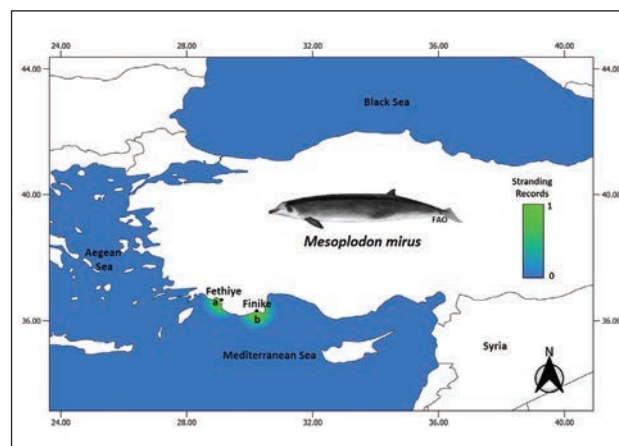 24.00 28.00 32.00 36.00 40.00
44.00 44.00
Black Sea
Stranding
Records
1
40.00 40.00
FAO
Mesoplodon mirus
Aegean
Sea
0
Fethiye
a
Finike
b
36.00 36.00
Mediterranean Sea
Syria
N
24.00 28.00 32.00 36.00 40.00